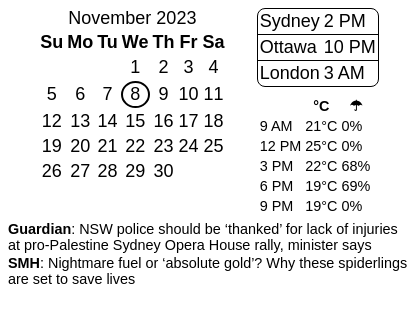 November 2023
Su Mo Tu We Th Fr Sa
1 2 3 4
5 6 7 8 9 10 11
12 13 14 15 16 17 18
19 20 21 22 23 24 25
26 27 28 29 30
Sydney 2 PM
Ottawa 10 PM
London 3 AM
°C ☂
9 AM 21°C 0%
12 PM 25°C 0%
3 PM 22°C 68%
6 PM 19°C 69%
9 PM 19°C 0%
Guardian: NSW police should be ‘thanked’ for lack of injuries
at pro-Palestine Sydney Opera House rally, minister says
SMH: Nightmare fuel or ‘absolute gold’? Why these spiderlings
are set to save lives